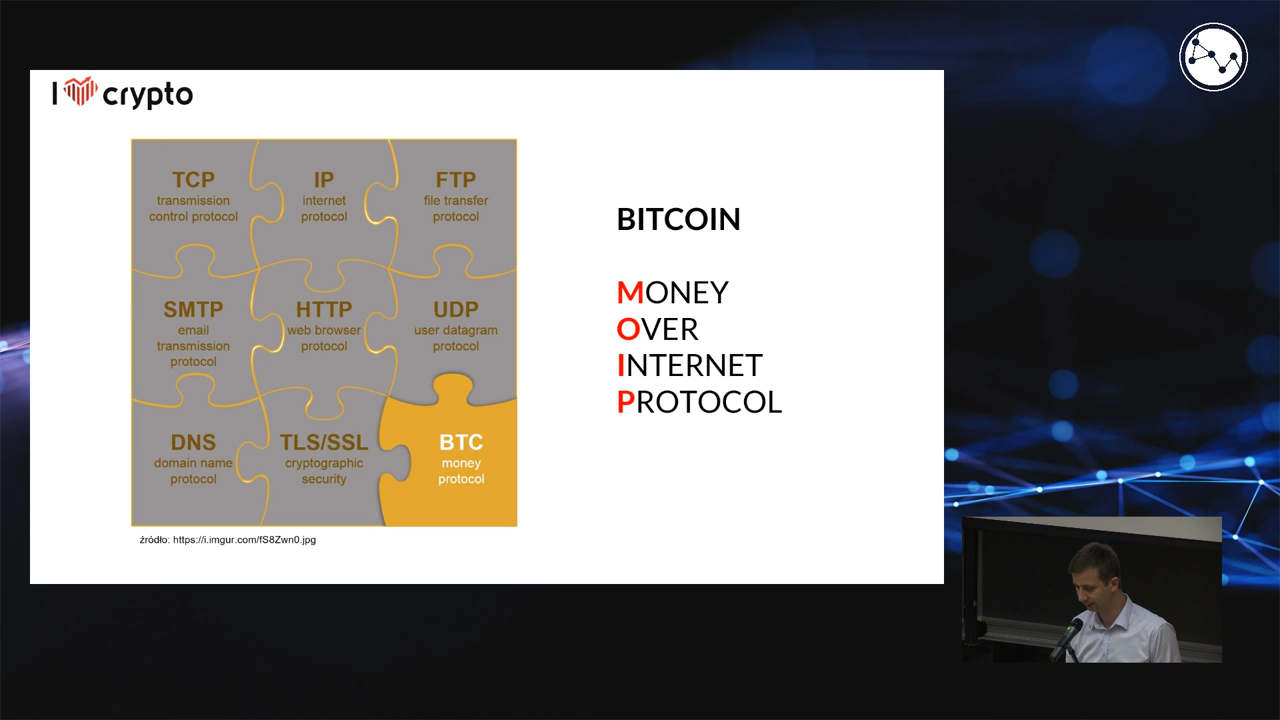 I crypto
TCP
transmission
control protocol
IP
internet
protocol
FTP
file transfer
protocol
SMTP
email
transmission
protocol
HTTP
web browser
protocol
UDP
user datagram
protocol
DNS
domain name
protocol
TLS/SSL
cryptographic
security
BTC
money
protocol
źródło: https://i.imgur.com/fS8Zwn0.jpg
BITCOIN
MONEY
OVER
INTERNET
PROTOCOL